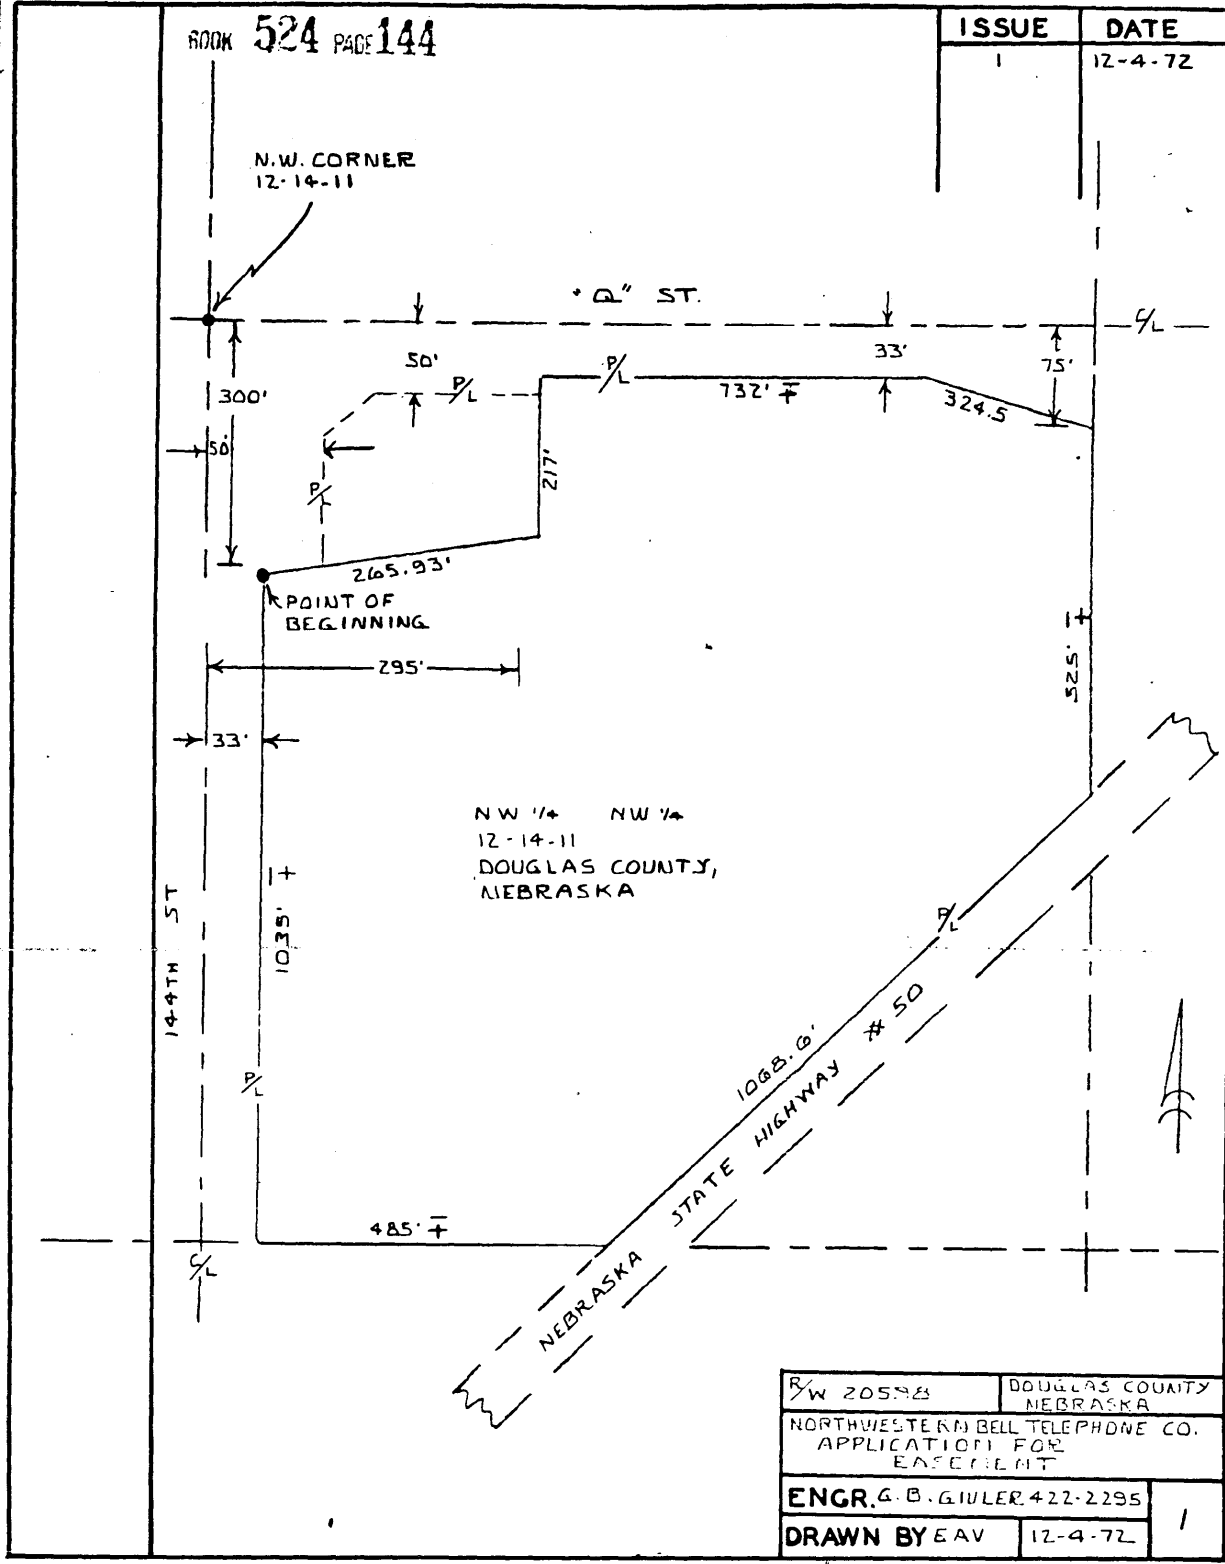 BOOK 524 PAGE 144
ISSUE DATE
1 12-4-72
N.W. CORNER
12-14-11
"Q" ST.
C/L
50'
33'
75'
P/L
P/L
732' ∓
324.5
300'
50'
217'
P/L
265.93'
POINT OF
BEGINNING
295'
525' ±
33'
NW 1/4 NW 1/4
12-14-11
DOUGLAS COUNTY,
NEBRASKA
144TH ST
1035' ±
P/L
P/L
1068.6'
NEBRASKA STATE HIGHWAY # 50
485' ∓
C/L
R/W 20598
DOUGLAS COUNTY
NEBRASKA
NORTHWESTERN BELL TELEPHONE CO.
APPLICATION FOR
EASEMENT
ENGR. G.B. 422-2295
DRAWN BY EAV 12-4-72
1